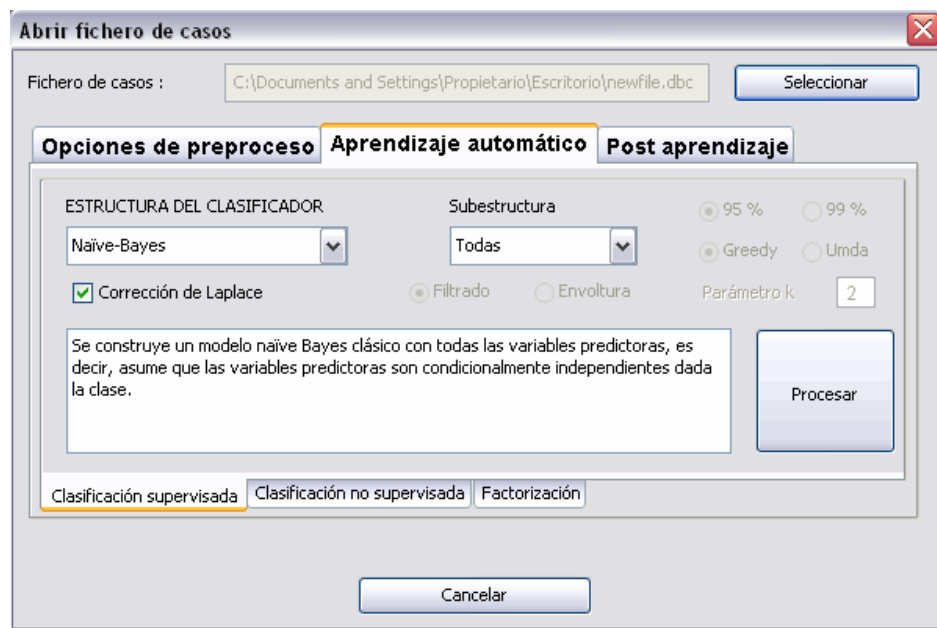 Abrir fichero de casos
Fichero de casos :
C:\Documents and Settings\Propietario\Escritorio\newfile.dbc
Seleccionar
Opciones de preproceso
Aprendizaje automático
Post aprendizaje
ESTRUCTURA DEL CLASIFICADOR
Subestructura
95 %
99 %
Naïve-Bayes
Todas
Greedy
Umda
Corrección de Laplace
Filtrado
Envoltura
Parámetro k
2
Se construye un modelo naïve Bayes clásico con todas las variables predictoras, es
decir, asume que las variables predictoras son condicionalmente independientes dada
la clase.
Procesar
Clasificación supervisada
Clasificación no supervisada
Factorización
Cancelar